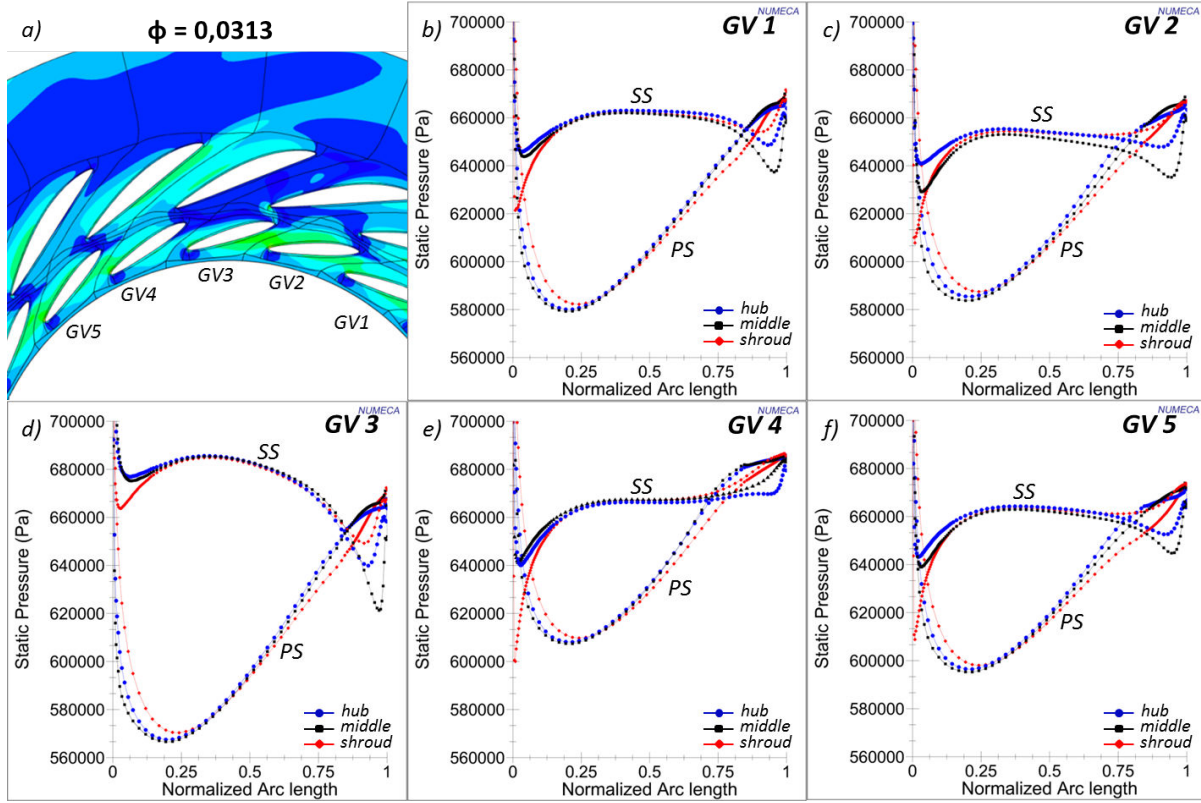 a) ϕ = 0,0313
GV5
GV4
GV3
GV2
GV1
b) GV 1
NUMECA
Static Pressure (Pa)
700000
680000
660000
640000
620000
600000
580000
560000
SS
PS
hub
middle
shroud
0 0.25 0.5 0.75 1
Normalized Arc length
c) GV 2
NUMECA
Static Pressure (Pa)
700000
680000
660000
640000
620000
600000
580000
560000
SS
PS
hub
middle
shroud
0 0.25 0.5 0.75 1
Normalized Arc length
d) GV 3
NUMECA
Static Pressure (Pa)
700000
680000
660000
640000
620000
600000
580000
560000
SS
PS
hub
middle
shroud
0 0.25 0.5 0.75 1
Normalized Arc length
e) GV 4
NUMECA
Static Pressure (Pa)
700000
680000
660000
640000
620000
600000
580000
560000
SS
PS
hub
middle
shroud
0 0.25 0.5 0.75 1
Normalized Arc length
f) GV 5
NUMECA
Static Pressure (Pa)
700000
680000
660000
640000
620000
600000
580000
560000
SS
PS
hub
middle
shroud
0 0.25 0.5 0.75 1
Normalized Arc length